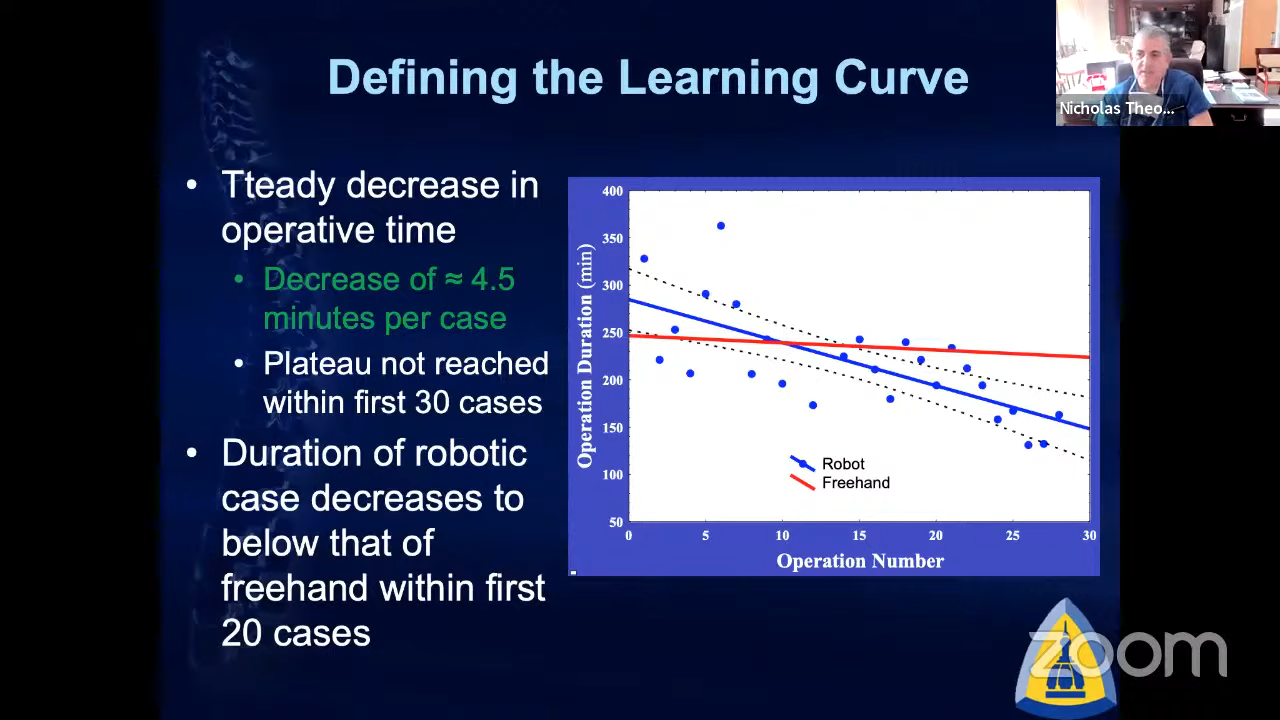 Defining the Learning Curve
Nicholas Theo...
• Tteady decrease in
operative time
• Decrease of ≈ 4.5
minutes per case
• Plateau not reached
within first 30 cases
• Duration of robotic
case decreases to
below that of
freehand within first
20 cases
Operation Duration (min)
400
350
300
250
200
150
100
50
0
5
10
15
20
25
30
Robot
Freehand
Operation Number
zoom